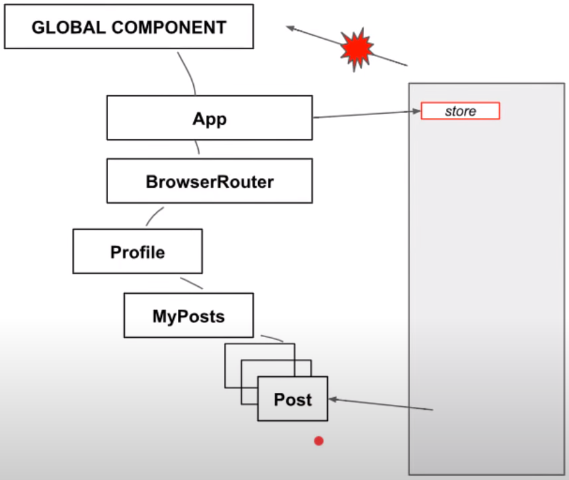 GLOBAL COMPONENT
App
store
BrowserRouter
Profile
MyPosts
Post